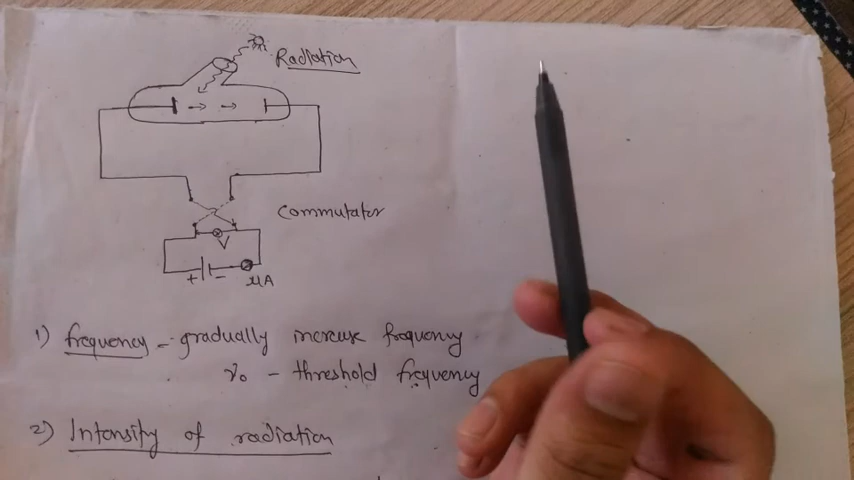 Radiation
Commutator
V
+ - μA
1) frequency - gradually increase frequency
ν₀ - threshold frequency
2) Intensity of radiation